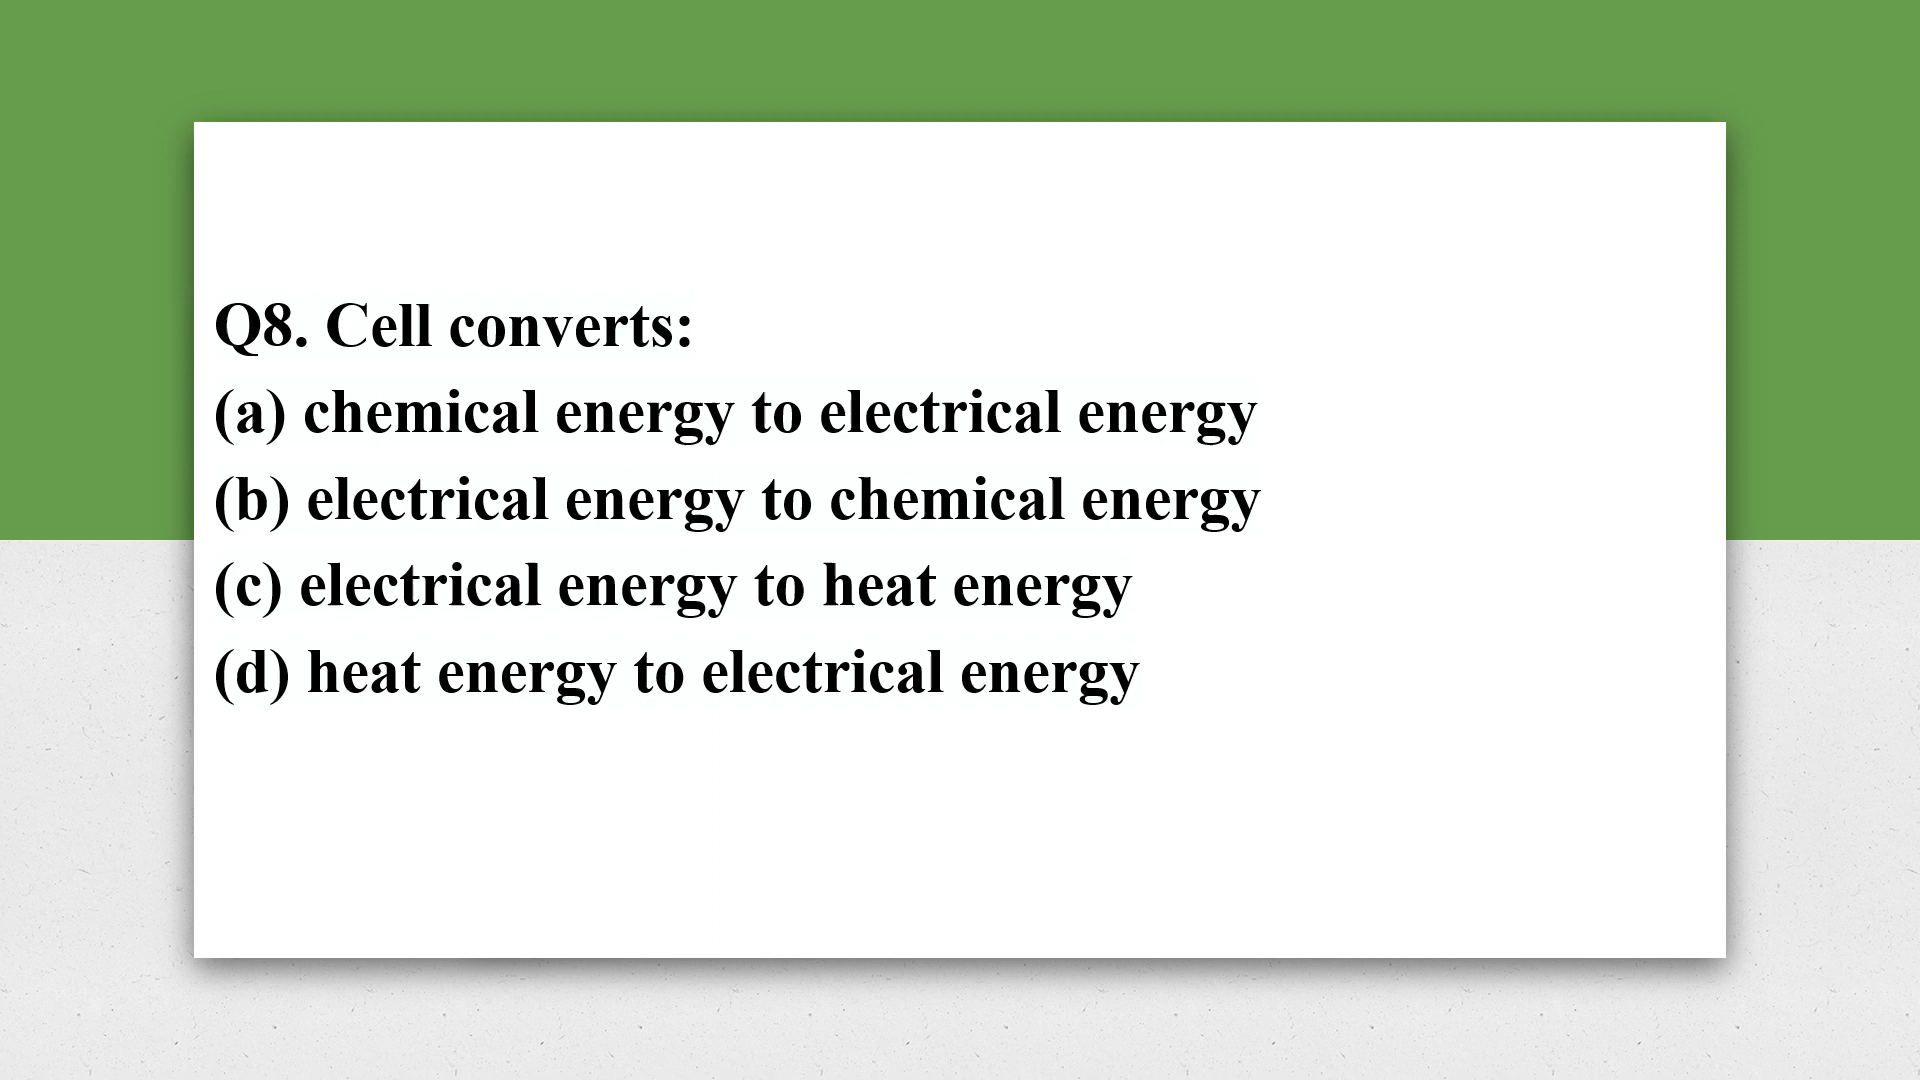 Q8. Cell converts:
(a) chemical energy to electrical energy
(b) electrical energy to chemical energy
(c) electrical energy to heat energy
(d) heat energy to electrical energy